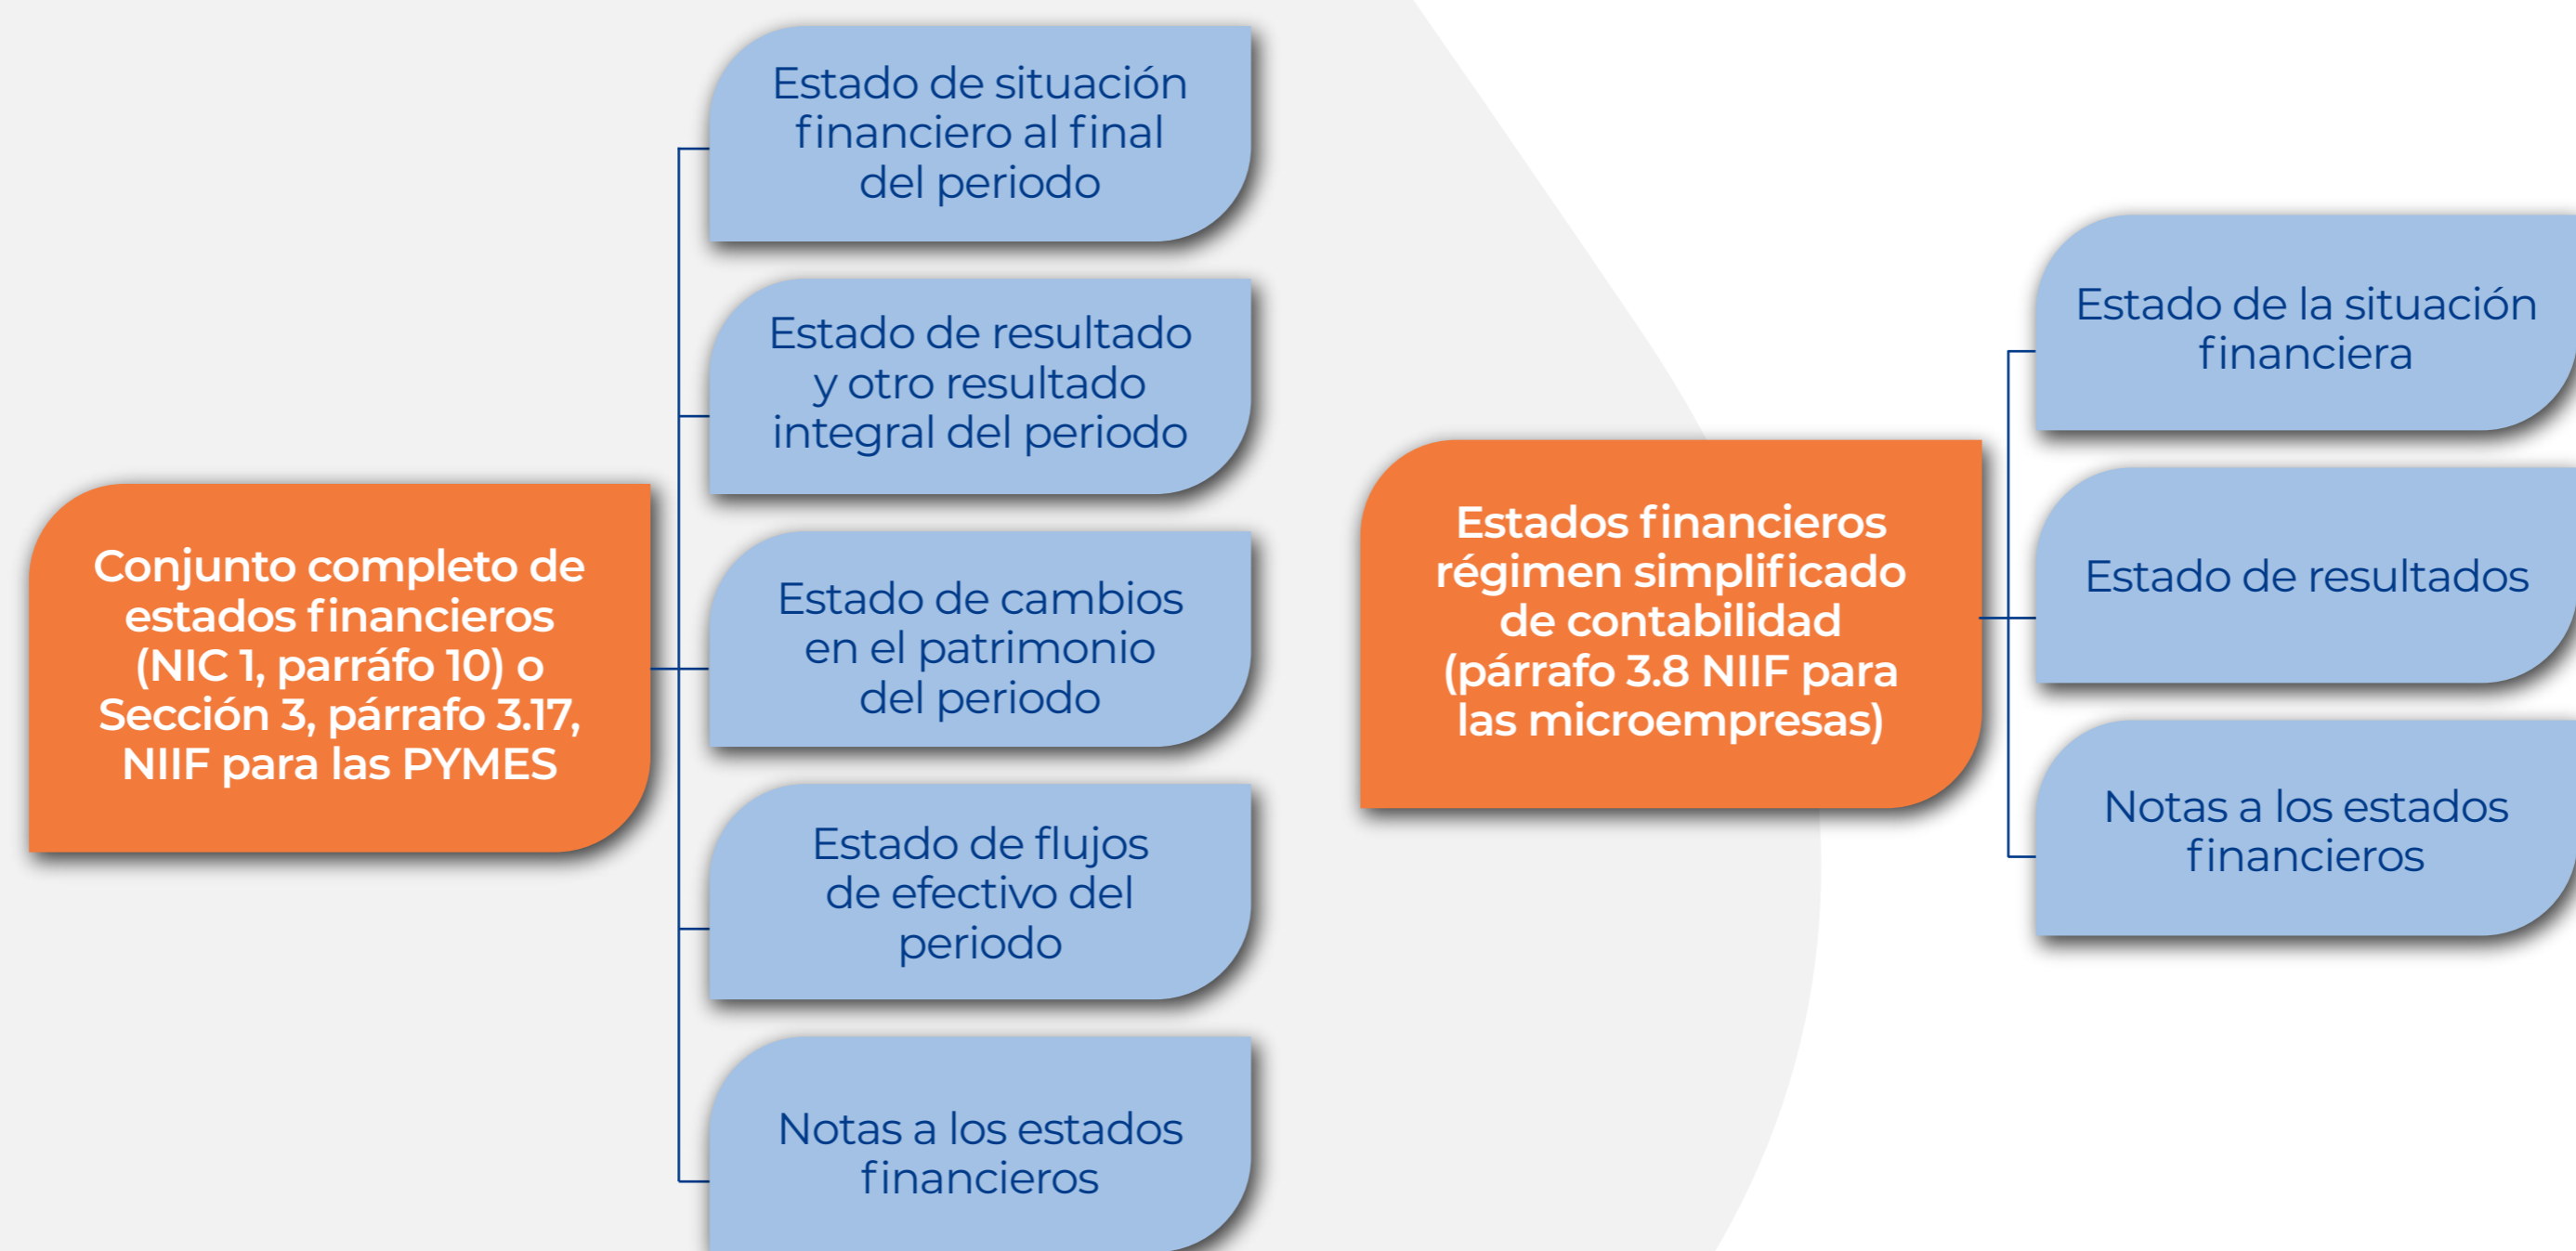 Conjunto completo de
estados financieros
(NIC 1, parráfo 10) o
Sección 3, párrafo 3.17,
NIIF para las PYMES
Estado de situación
financiero al final
del periodo
Estado de resultado
y otro resultado
integral del periodo
Estado de cambios
en el patrimonio
del periodo
Estado de flujos
de efectivo del
periodo
Notas a los estados
financieros
Estados financieros
régimen simplificado
de contabilidad
(párrafo 3.8 NIIF para
las microempresas)
Estado de la situación
financiera
Estado de resultados
Notas a los estados
financieros